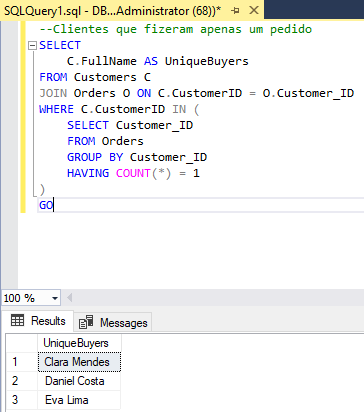 SQLQuery1.sql - DB...Administrator (68))*
--Clientes que fizeram apenas um pedido
SELECT
C.FullName AS UniqueBuyers
FROM Customers C
JOIN Orders O ON C.CustomerID = O.Customer_ID
WHERE C.CustomerID IN (
SELECT Customer_ID
FROM Orders
GROUP BY Customer_ID
HAVING COUNT(*) = 1
)
GO
100 %
Results Messages
UniqueBuyers
1 Clara Mendes
2 Daniel Costa
3 Eva Lima